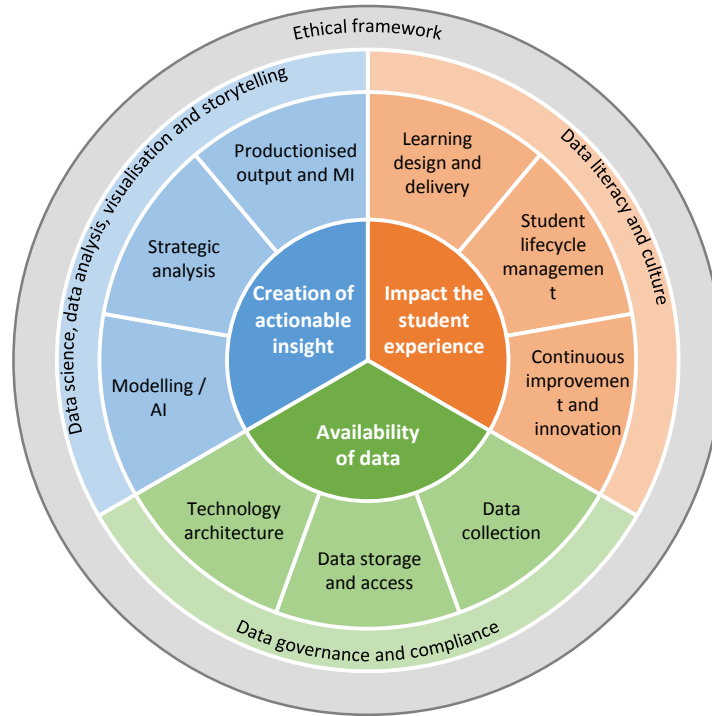 Ethical framework
Data science, data analysis, visualisation and storytelling
Data literacy and culture
Productionised
output and MI
Learning
design and
delivery
Strategic
analysis
Student
lifecycle
managemen
t
Creation of
actionable
insight
Impact the
student
experience
Modelling /
AI
Continuous
improvemen
t and
innovation
Availability
of data
Technology
architecture
Data storage
and access
Data
collection
Data governance and compliance